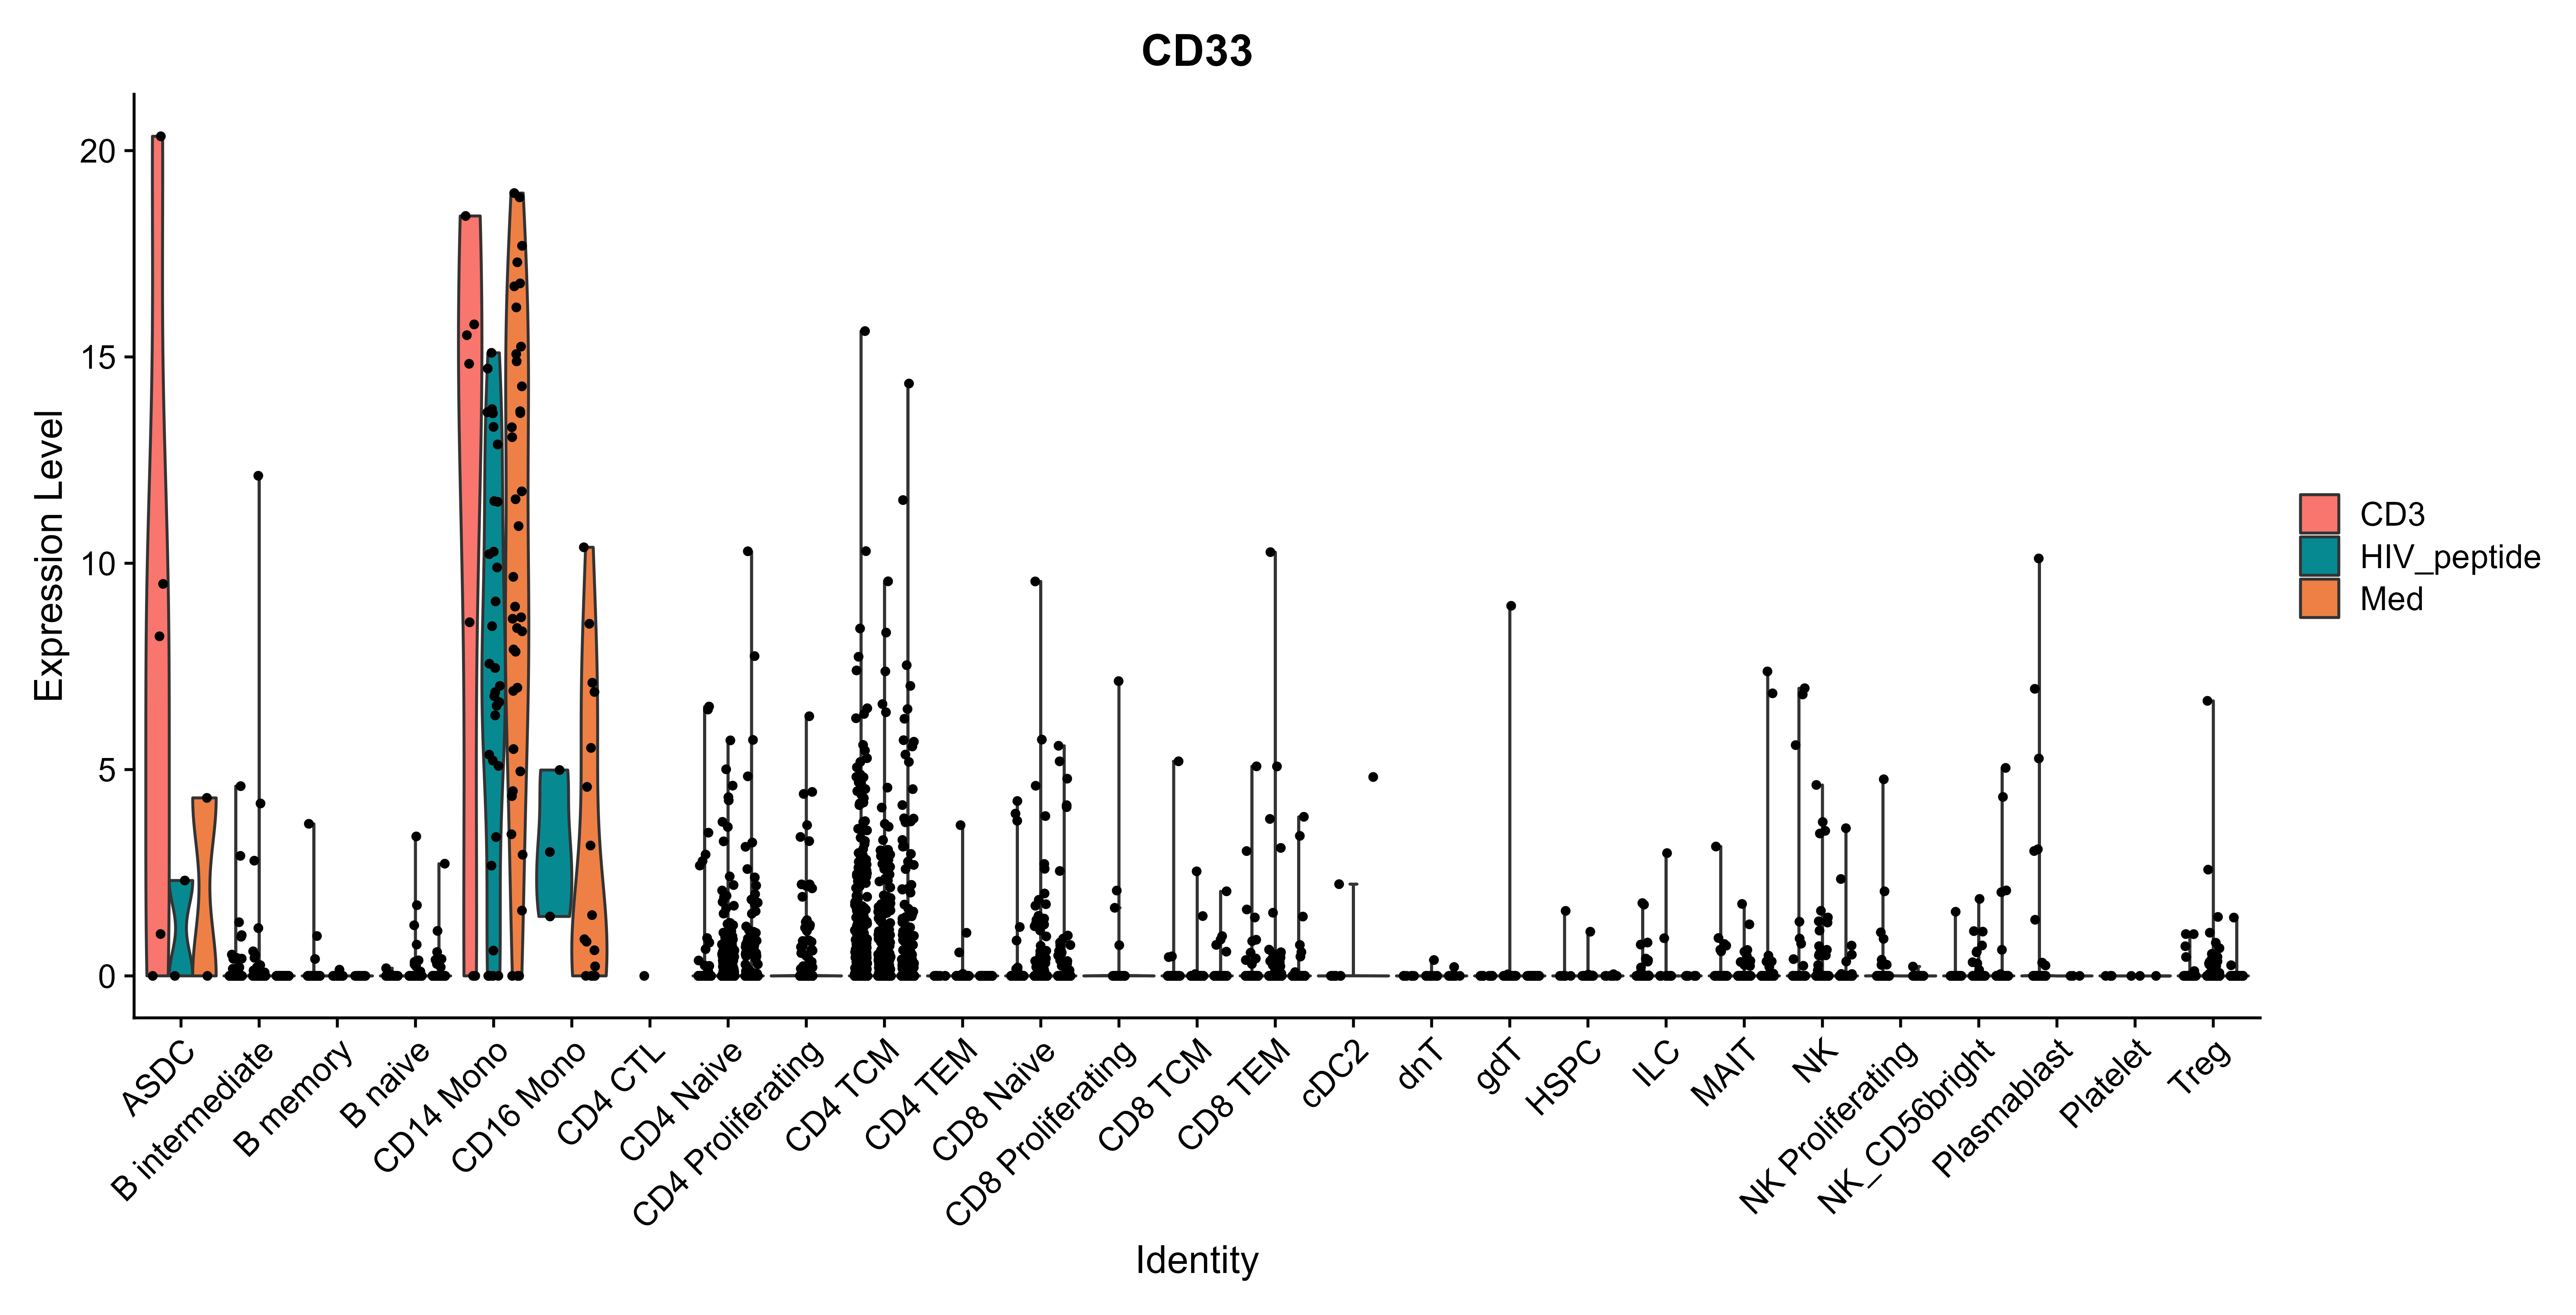 CD33
Expression Level
20
15
10
5
0
ASDC
B intermediate
B memory
B naive
CD14 Mono
CD16 Mono
CD4 CTL
CD4 Naive
CD4 Proliferating
CD4 TCM
CD4 TEM
CD8 Naive
CD8 Proliferating
CD8 TCM
CD8 TEM
cDC2
dnT
gdT
HSPC
ILC
MAIT
NK
NK Proliferating
NK_CD56bright
Plasmablast
Platelet
Treg
Identity
CD3
HIV_peptide
Med